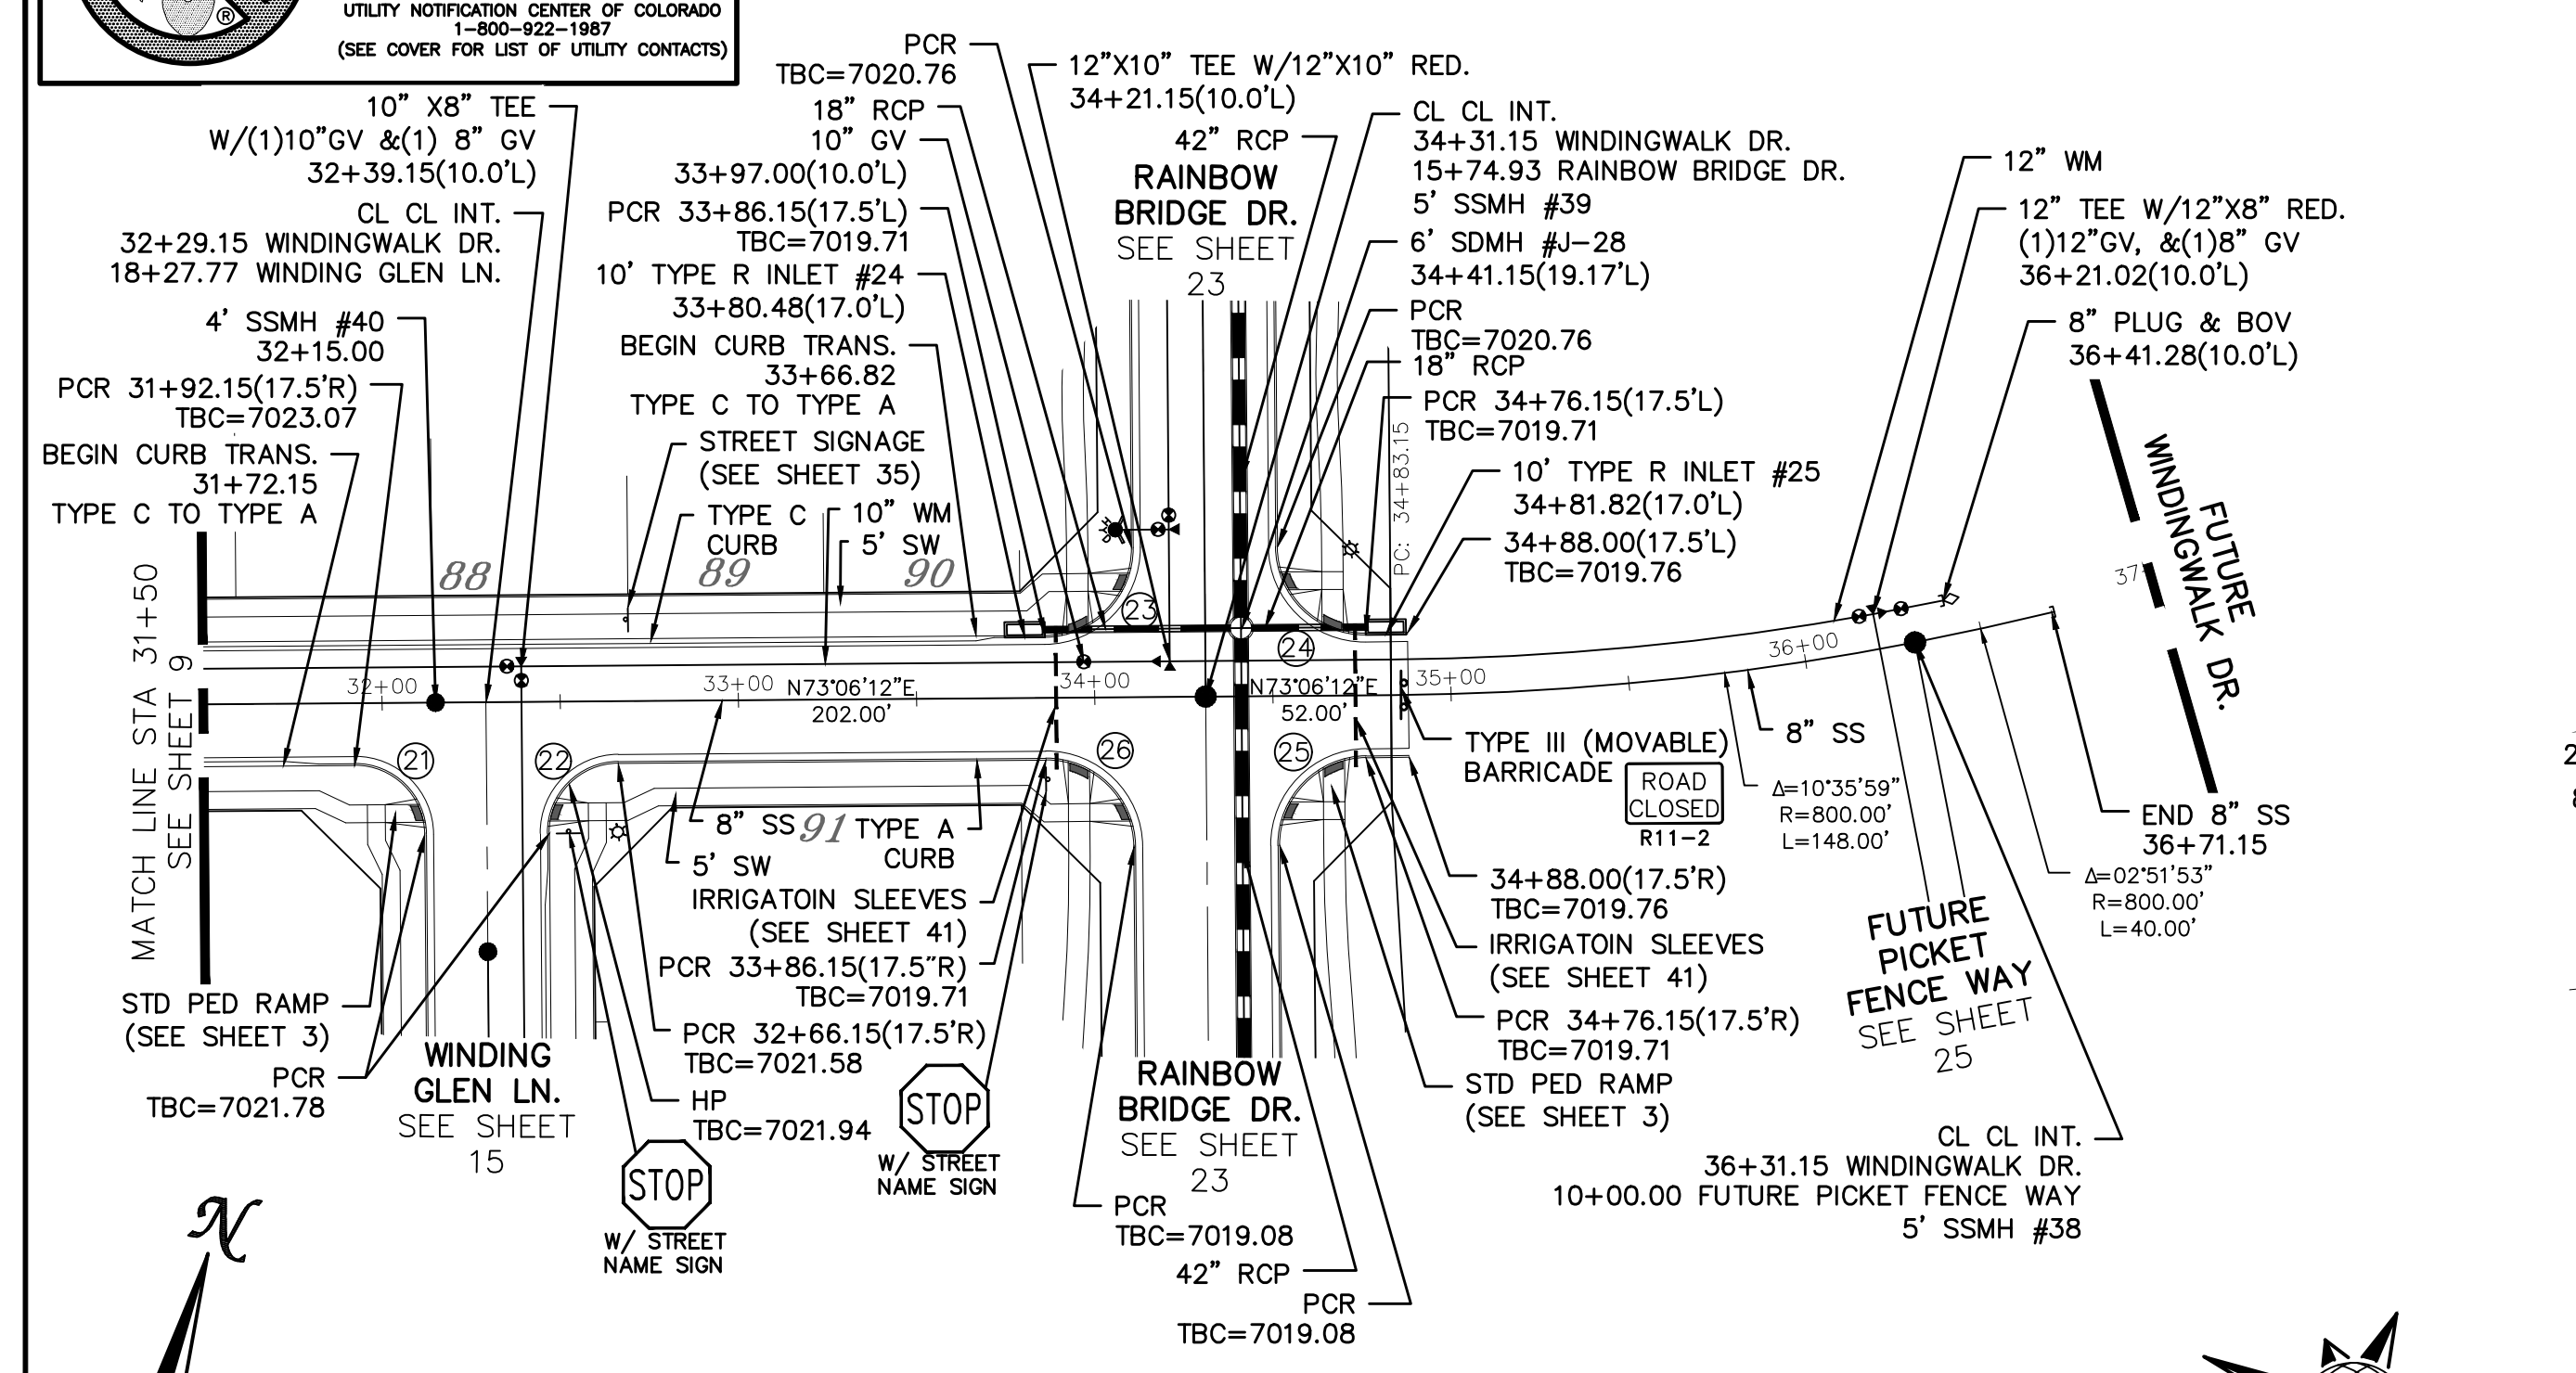 UTILITY NOTIFICATION CENTER OF COLORADO
1-800-922-1987
(SEE COVER FOR LIST OF UTILITY CONTACTS)
®
10" X8" TEE
W/(1)10"GV &(1) 8" GV
32+39.15(10.0'L)
CL CL INT.
32+29.15 WINDINGWALK DR.
18+27.77 WINDING GLEN LN.
4' SSMH #40
32+15.00
PCR 31+92.15(17.5'R)
TBC=7023.07
BEGIN CURB TRANS.
31+72.15
TYPE C TO TYPE A
PCR
TBC=7020.76
18" RCP
10" GV
33+97.00(10.0'L)
PCR 33+86.15(17.5'L)
TBC=7019.71
10' TYPE R INLET #24
33+80.48(17.0'L)
BEGIN CURB TRANS.
33+66.82
TYPE C TO TYPE A
STREET SIGNAGE
(SEE SHEET 35)
TYPE C
CURB
10" WM
5' SW
12"X10" TEE W/12"X10" RED.
34+21.15(10.0'L)
42" RCP
RAINBOW
BRIDGE DR.
SEE SHEET
23
CL CL INT.
34+31.15 WINDINGWALK DR.
15+74.93 RAINBOW BRIDGE DR.
5' SSMH #39
6' SDMH #J-28
34+41.15(19.17'L)
PCR
TBC=7020.76
18" RCP
PCR 34+76.15(17.5'L)
TBC=7019.71
PC: 34+83.15
10' TYPE R INLET #25
34+81.82(17.0'L)
34+88.00(17.5'L)
TBC=7019.76
12" WM
12" TEE W/12"X8" RED.
(1)12"GV, &(1)8" GV
36+21.02(10.0'L)
8" PLUG & BOV
36+41.28(10.0'L)
FUTURE
WINDINGWALK DR.
37
MATCH LINE STA 31+50
SEE SHEET 9
88
89
90
HYD
23
24
32+00
33+00
N73°06'12"E
202.00'
34+00
N73°06'12"E
52.00'
35+00
36+00
21
22
26
25
8" SS
91
TYPE A
CURB
5' SW
IRRIGATOIN SLEEVES
(SEE SHEET 41)
PCR 33+86.15(17.5"R)
TBC=7019.71
PCR 32+66.15(17.5'R)
TBC=7021.58
HP
TBC=7021.94
STOP
W/ STREET
NAME SIGN
STOP
W/ STREET
NAME SIGN
STD PED RAMP
(SEE SHEET 3)
PCR
TBC=7021.78
WINDING
GLEN LN.
SEE SHEET
15
RAINBOW
BRIDGE DR.
SEE SHEET
23
PCR
TBC=7019.08
42" RCP
PCR
TBC=7019.08
TYPE III (MOVABLE)
BARRICADE
ROAD
CLOSED
R11-2
8" SS
Δ=10°35'59"
R=800.00'
L=148.00'
34+88.00(17.5'R)
TBC=7019.76
IRRIGATOIN SLEEVES
(SEE SHEET 41)
PCR 34+76.15(17.5'R)
TBC=7019.71
STD PED RAMP
(SEE SHEET 3)
FUTURE
PICKET
FENCE WAY
SEE SHEET
25
END 8" SS
36+71.15
Δ=02°51'53"
R=800.00'
L=40.00'
CL CL INT.
36+31.15 WINDINGWALK DR.
10+00.00 FUTURE PICKET FENCE WAY
5' SSMH #38
N
2